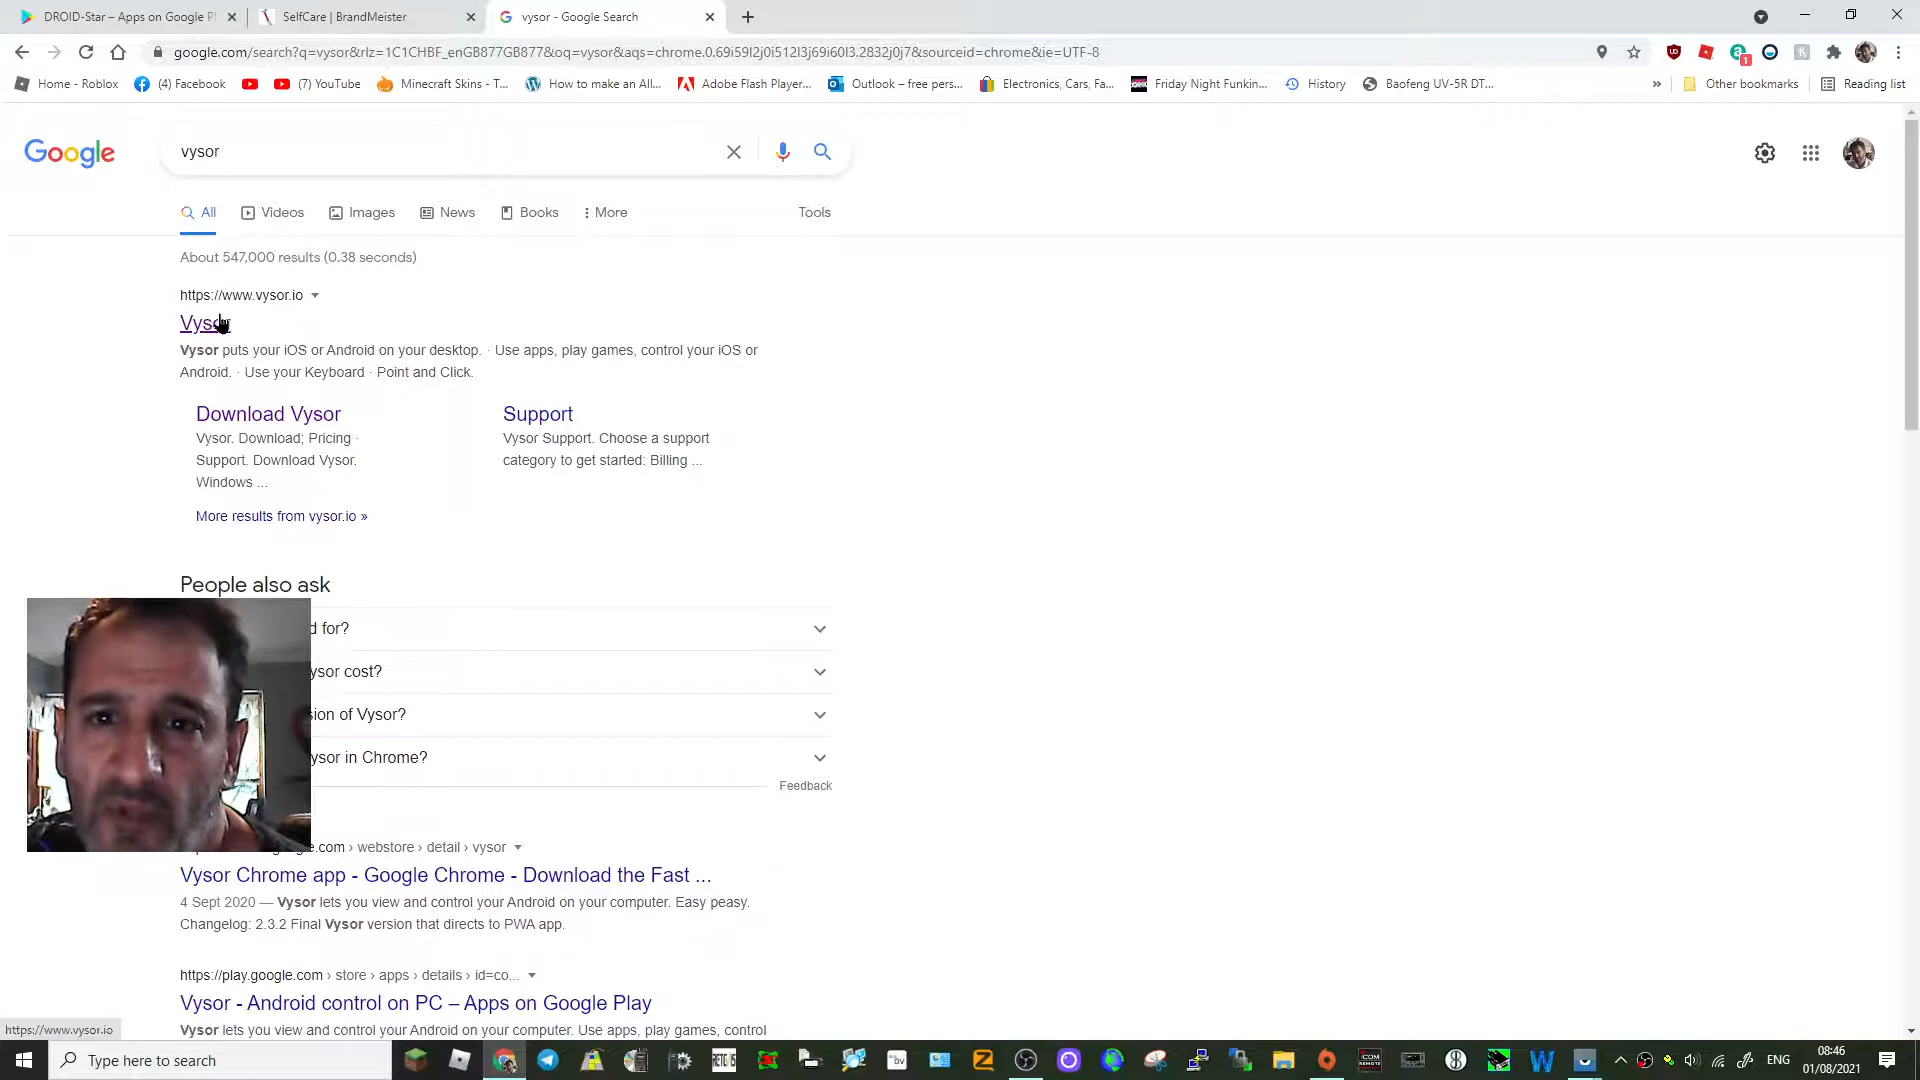 DROID-Star – Apps on Google P
SelfCare | BrandMeister
vysor - Google Search
google.com/search?q=vysor&rlz=1C1CHBF_enGB877GB877&oq=vysor&aqs=chrome.0.69i59l2j0i512l3j69i60l3.2832j0j7&sourceid=chrome&ie=UTF-8
Home - Roblox
(4) Facebook
(7) YouTube
Minecraft Skins - T...
How to make an All...
Adobe Flash Player...
Outlook – free pers...
Electronics, Cars, Fa...
Friday Night Funkin...
History
Baofeng UV-5R DT...
»
Other bookmarks
Reading list
Google
vysor
All
Videos
Images
News
Books
More
Tools
About 547,000 results (0.38 seconds)
https://www.vysor.io
Vysor
Vysor puts your iOS or Android on your desktop. · Use apps, play games, control your iOS or
Android. · Use your Keyboard · Point and Click.
Download Vysor
Vysor. Download; Pricing ·
Support. Download Vysor.
Windows ...
Support
Vysor Support. Choose a support
category to get started: Billing ...
More results from vysor.io »
People also ask
d for?
ysor cost?
sion of Vysor?
ysor in Chrome?
Feedback
e.com › webstore › detail › vysor
Vysor Chrome app - Google Chrome - Download the Fast ...
4 Sept 2020 — Vysor lets you view and control your Android on your computer. Easy peasy.
Changelog: 2.3.2 Final Vysor version that directs to PWA app.
https://play.google.com › store › apps › details › id=co...
Vysor - Android control on PC – Apps on Google Play
Vysor lets you view and control your Android on your computer. Use apps, play games, control
https://www.vysor.io
Type here to search
ENG
08:46
01/08/2021